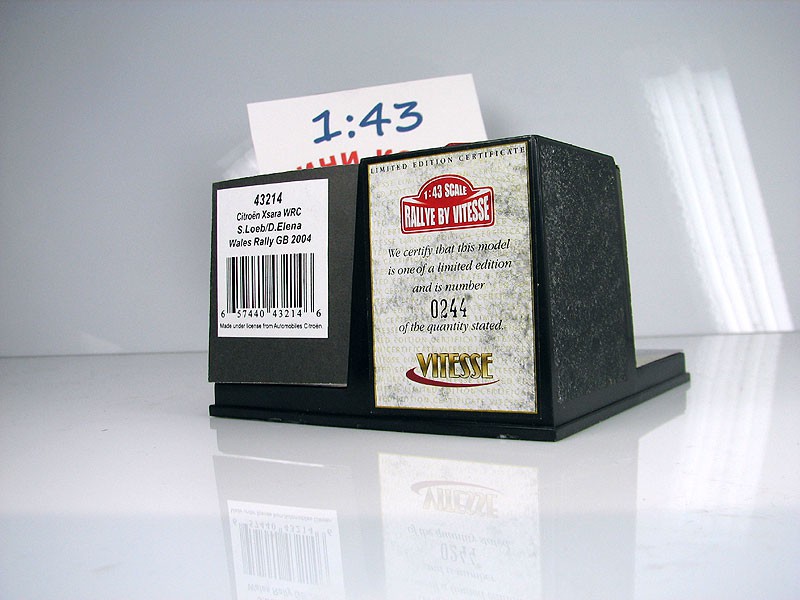 1:43
43214
Citroën Xsara WRC
S.Loeb/D.Elena
Wales Rally GB 2004
6 57440 43214 6
Made under license from Automobiles Citroën
LIMITED EDITION CERTIFICATE
1:43 SCALE
RALLYE BY VITESSE
We certify that this model
is one of a limited edition
and is number
0244
of the quantity stated.
VITESSE